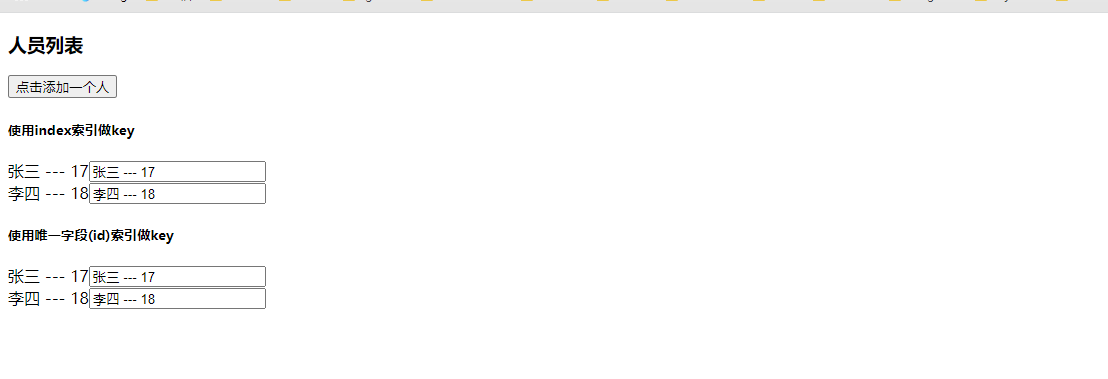 人员列表
点击添加一个人
使用index索引做key
张三 --- 17 张三 --- 17
李四 --- 18 李四 --- 18
使用唯一字段(id)索引做key
张三 --- 17 张三 --- 17
李四 --- 18 李四 --- 18